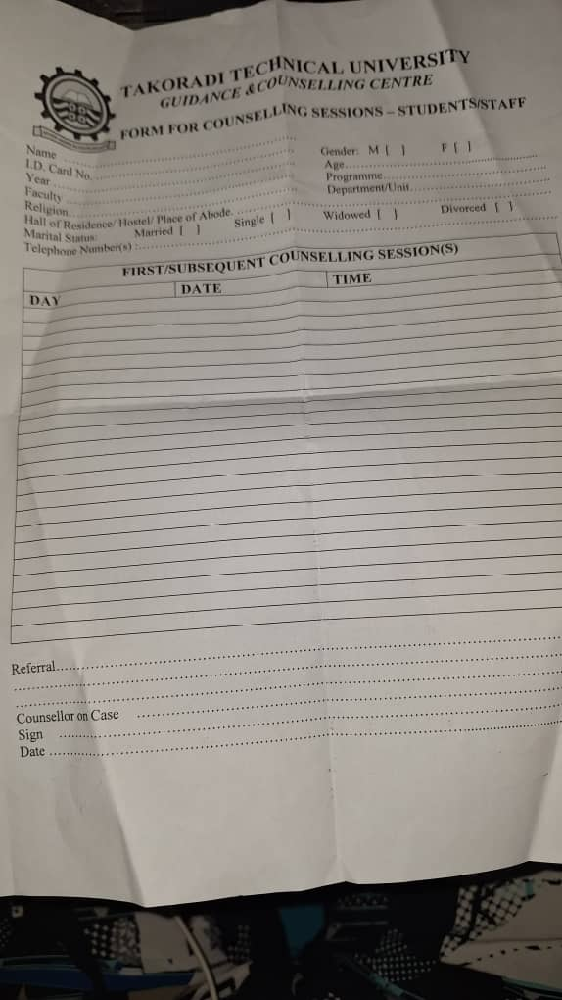 TAKORADI TECHNICAL UNIVERSITY
GUIDANCE & COUNSELLING CENTRE
FORM FOR COUNSELLING SESSIONS – STUDENTS/STAFF
Name ........................................ Gender: M [ ] F [ ]
I.D. Card No. ........................................ Age........................................
Year ........................................ Programme........................................
Faculty ........................................ Department/Unit........................................
Religion........................................
Hall of Residence/ Hostel/ Place of Abode. ........................................
Marital Status: Married [ ] Single [ ] Widowed [ ] Divorced [ ]
Telephone Number(s) :........................................
FIRST/SUBSEQUENT COUNSELLING SESSION(S)
DAY DATE TIME
Referral........................................
Counsellor on Case ........................................
Sign ........................................
Date ........................................